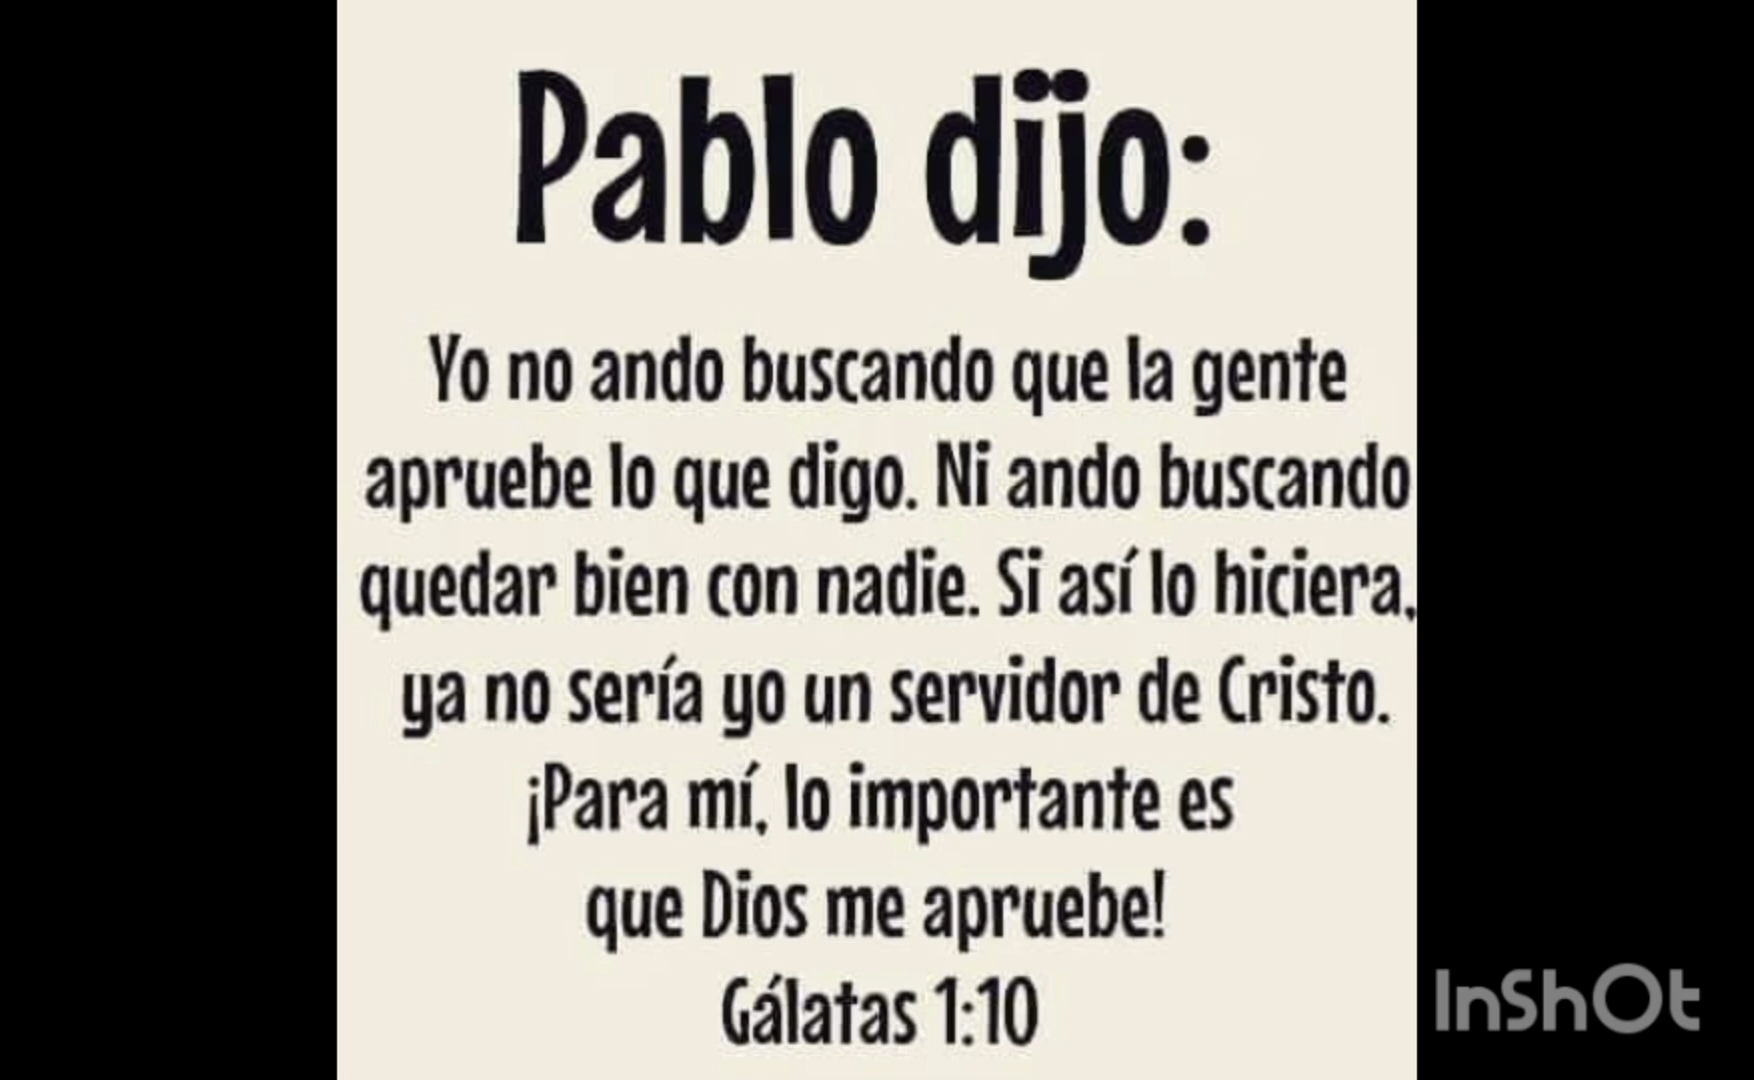 Pablo dijo:
Yo no ando buscando que la gente
apruebe lo que digo. Ni ando buscando
quedar bien con nadie. Si así lo hiciera,
ya no sería yo un servidor de Cristo.
¡Para mí, lo importante es
que Dios me apruebe!
Gálatas 1:10
InShOt